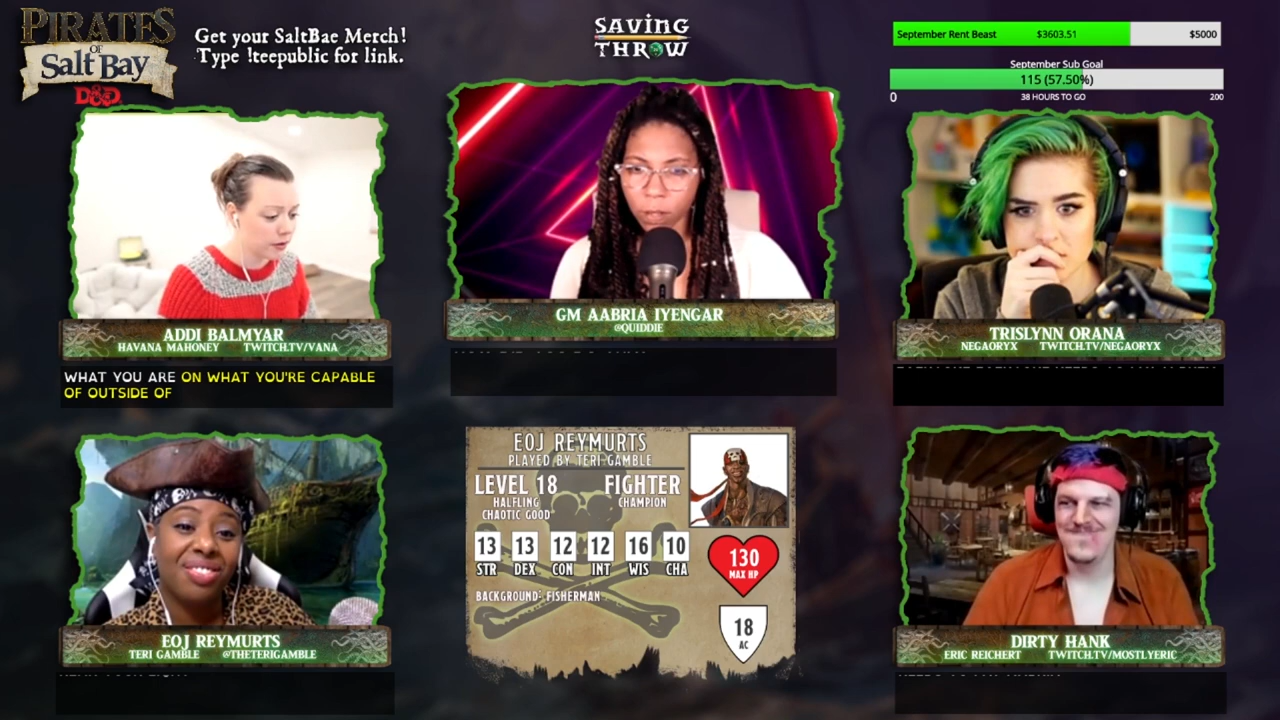 PIRATES
OF
Salt Bay
D&D
Get your SaltBae Merch!
Type !teepublic for link.
SAVING
THROW
September Rent Beast $3603.51 $5000
September Sub Goal
115 (57.50%)
0 38 HOURS TO GO 200
ADDI BALMYAR
HAVANA MAHONEY TWITCH.TV/VANA
WHAT YOU ARE ON WHAT YOU'RE CAPABLE
OF OUTSIDE OF
GM AABRIA IYENGAR
@QUIDDIE
TRISLYNN ORANA
NEGAORYX TWITCH.TV/NEGAORYX
EOJ REYMURTS
TERI GAMBLE @THETERIGAMBLE
EOJ REYMURTS
PLAYED BY TERI GAMBLE
LEVEL 18 FIGHTER
HALFLING CHAMPION
CHAOTIC GOOD
13 13 12 12 16 10
STR DEX CON INT WIS CHA
BACKGROUND: FISHERMAN
130
MAX HP
18
AC
DIRTY HANK
ERIC REICHERT TWITCH.TV/MOSTLYERIC